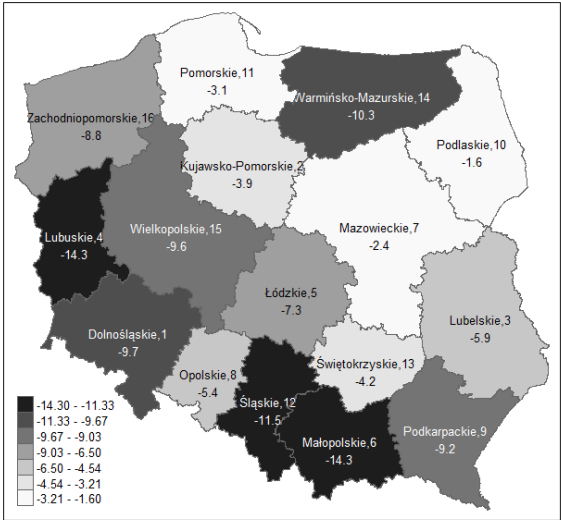 Pomorskie,11
-3.1
Warmińsko-Mazurskie,14
-10.3
Zachodniopomorskie,16
-8.8
Podlaskie,10
-1.6
Kujawsko-Pomorskie,2
-3.9
Lubuskie,4
-14.3
Wielkopolskie,15
-9.6
Mazowieckie,7
-2.4
Łódzkie,5
-7.3
Lubelskie,3
-5.9
Dolnośląskie,1
-9.7
Opolskie,8
-5.4
Świętokrzyskie,13
-4.2
Śląskie,12
-11.5
Małopolskie,6
-14.3
Podkarpackie,9
-9.2
-14.30 - -11.33
-11.33 - -9.67
-9.67 - -9.03
-9.03 - -6.50
-6.50 - -4.54
-4.54 - -3.21
-3.21 - -1.60